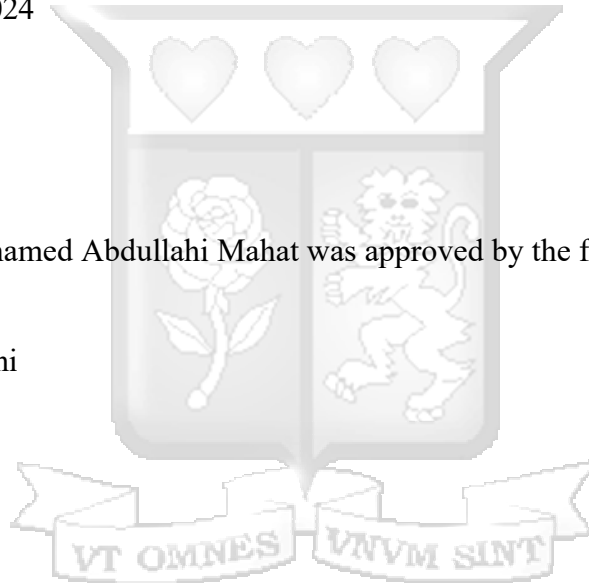 024
named Abdullahi Mahat was approved by the f
ni
VT OMNES VNVM SINT